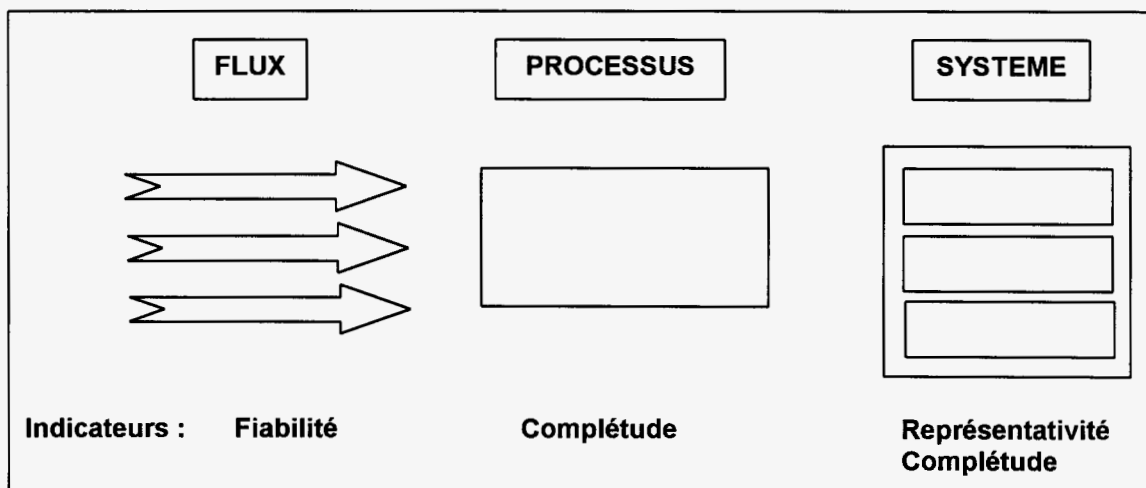 FLUX PROCESSUS SYSTEME
Indicateurs : Fiabilité Complétude Représentativité
Complétude